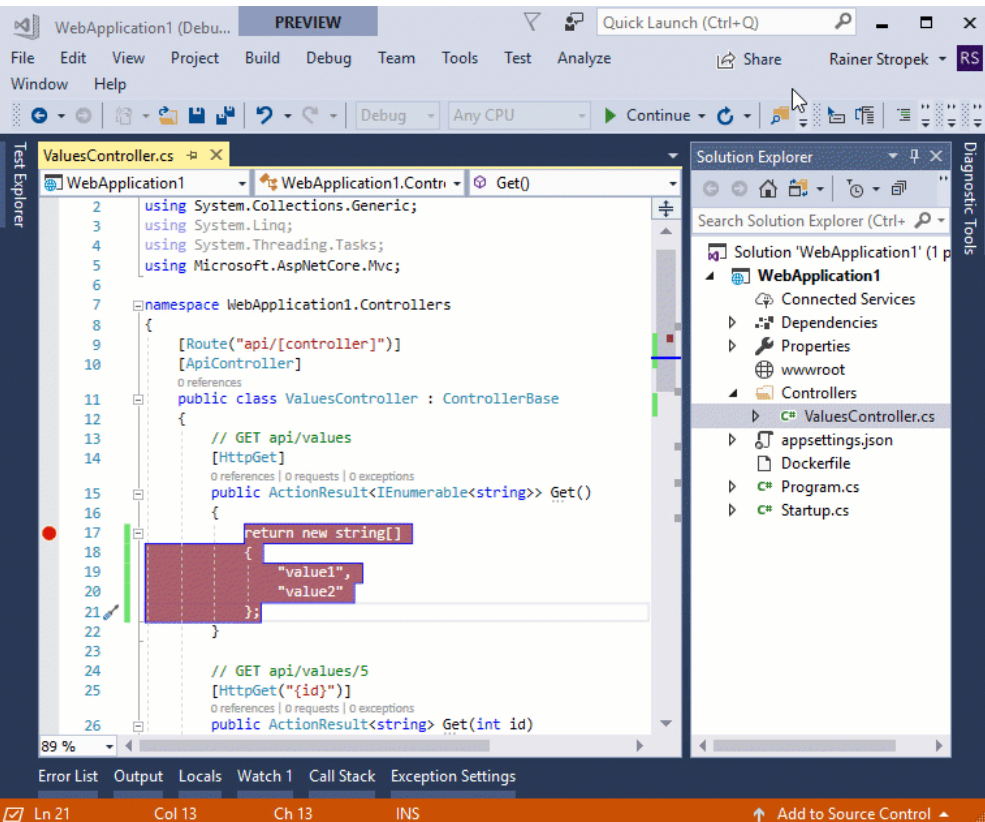 WebApplication1 (Debu...
PREVIEW
Quick Launch (Ctrl+Q)
File Edit View Project Build Debug Team Tools Test Analyze
Share
Rainer Stropek
RS
Window Help
Debug
Any CPU
Continue
Test Explorer
ValuesController.cs
WebApplication1
WebApplication1.Contr
Get()
2 using System.Collections.Generic;
3 using System.Linq;
4 using System.Threading.Tasks;
5 using Microsoft.AspNetCore.Mvc;
6
7 namespace WebApplication1.Controllers
8 {
9 [Route("api/[controller]")]
10 [ApiController]
0 references
11 public class ValuesController : ControllerBase
12 {
13 // GET api/values
14 [HttpGet]
0 references | 0 requests | 0 exceptions
15 public ActionResult<IEnumerable<string>> Get()
16 {
17 return new string[]
18 {
19 "value1",
20 "value2"
21 };
22 }
23
24 // GET api/values/5
25 [HttpGet("{id}")]
0 references | 0 requests | 0 exceptions
26 public ActionResult<string> Get(int id)
89 %
Solution Explorer
Search Solution Explorer (Ctrl+
Solution 'WebApplication1' (1 p
WebApplication1
Connected Services
Dependencies
Properties
wwwroot
Controllers
C# ValuesController.cs
appsettings.json
Dockerfile
C# Program.cs
C# Startup.cs
Diagnostic Tools
Error List Output Locals Watch 1 Call Stack Exception Settings
Ln 21 Col 13 Ch 13 INS
Add to Source Control